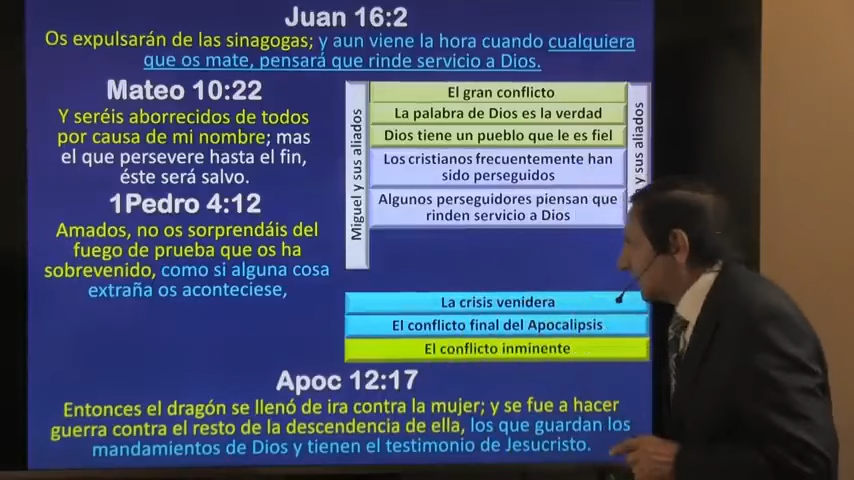 Juan 16:2
Os expulsarán de las sinagogas; y aun viene la hora cuando cualquiera
que os mate, pensará que rinde servicio a Dios.
Mateo 10:22
Y seréis aborrecidos de todos
por causa de mi nombre; mas
el que persevere hasta el fin,
éste será salvo.
1Pedro 4:12
Amados, no os sorprendáis del
fuego de prueba que os ha
sobrevenido, como si alguna cosa
extraña os aconteciese,
Miguel y sus aliados
El gran conflicto
La palabra de Dios es la verdad
Dios tiene un pueblo que le es fiel
Los cristianos frecuentemente han
sido perseguidos
Algunos perseguidores piensan que
rinden servicio a Dios
y sus aliados
La crisis venidera
El conflicto final del Apocalipsis
El conflicto inminente
Apoc 12:17
Entonces el dragón se llenó de ira contra la mujer; y se fue a hacer
guerra contra el resto de la descendencia de ella, los que guardan los
mandamientos de Dios y tienen el testimonio de Jesucristo.